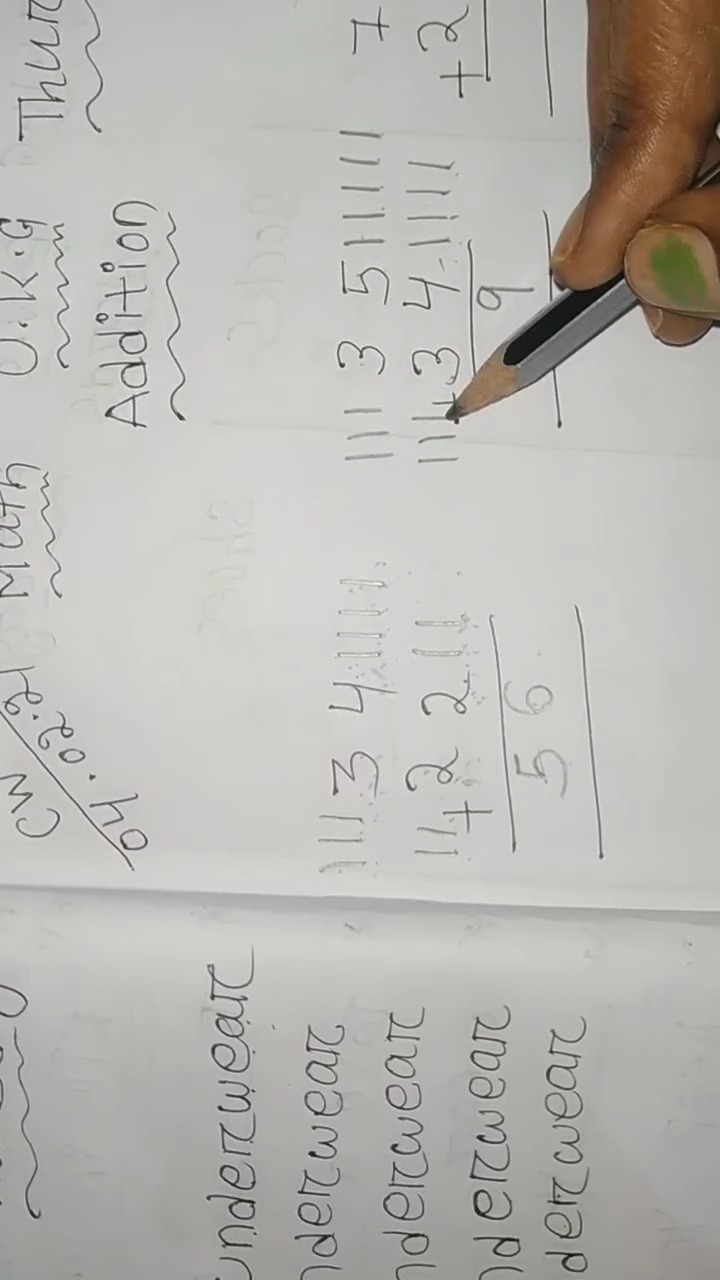 underwear
nderwear
nderwear
nderwear
derwear
CW Math U.K.G Thur
04.02.21
Addition
||| 3 4 ||||
|| + 2 2 ||
5 6
||| 3 5 |||||
||| + 3 4 ||||
9
7
+ 2